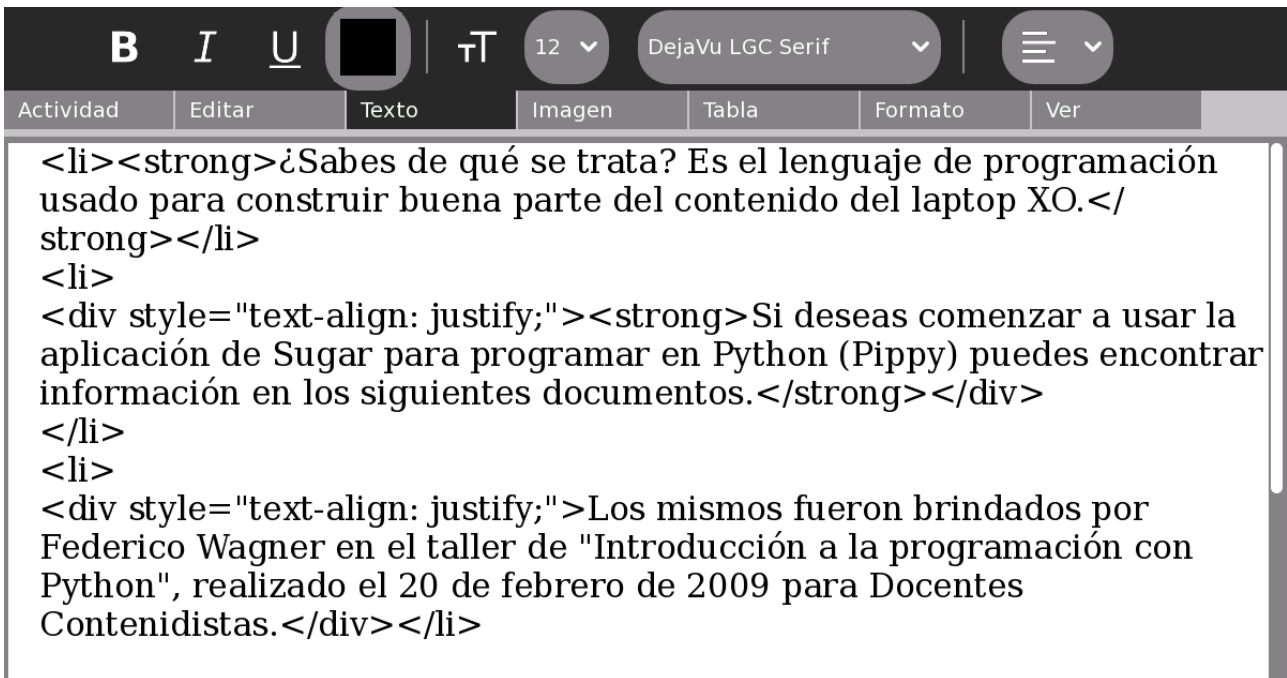 B I U TT 12 DejaVu LGC Serif
Actividad Editar Texto Imagen Tabla Formato Ver
<li><strong>¿Sabes de qué se trata? Es el lenguaje de programación
usado para construir buena parte del contenido del laptop XO.</
strong></li>
<li>
<div style="text-align: justify;"><strong>Si deseas comenzar a usar la
aplicación de Sugar para programar en Python (Pippy) puedes encontrar
información en los siguientes documentos.</strong></div>
</li>
<li>
<div style="text-align: justify;">Los mismos fueron brindados por
Federico Wagner en el taller de "Introducción a la programación con
Python", realizado el 20 de febrero de 2009 para Docentes
Contenidistas.</div></li>